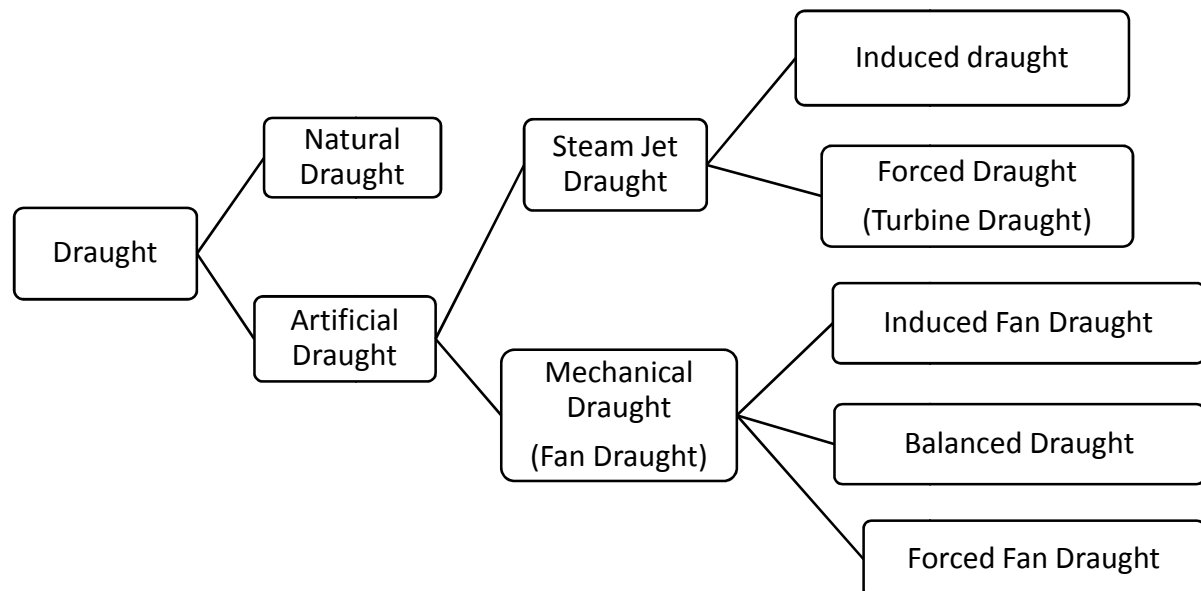 Induced draught
Natural
Draught
Steam Jet
Draught
Forced Draught
(Turbine Draught)
Draught
Artificial
Draught
Induced Fan Draught
Mechanical
Draught
(Fan Draught)
Balanced Draught
Forced Fan Draught